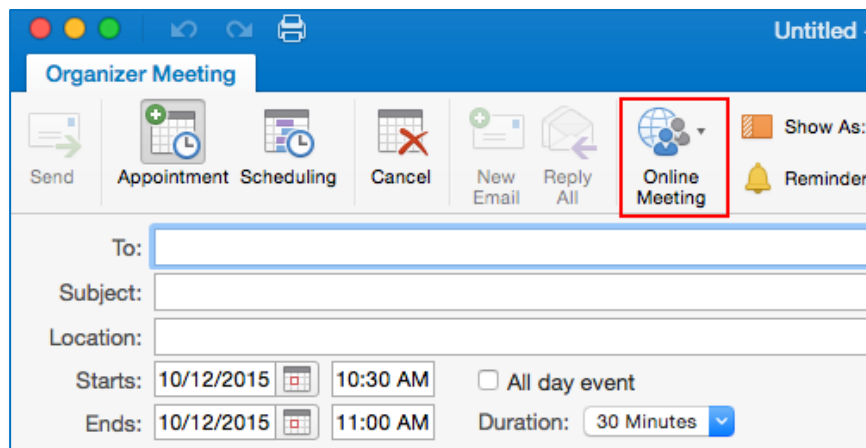 Untitled -
Organizer Meeting
Send
Appointment
Scheduling
Cancel
New
Email
Reply
All
Online
Meeting
Show As:
Reminder
To:
Subject:
Location:
Starts: 10/12/2015 10:30 AM All day event
Ends: 10/12/2015 11:00 AM Duration: 30 Minutes